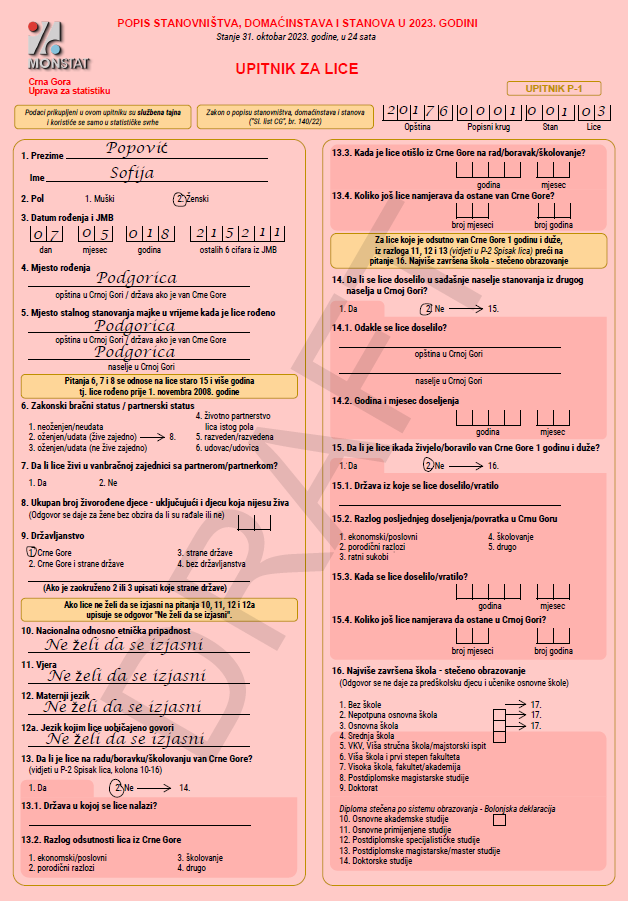 POPIS STANOVNIŠTVA, DOMAĆINSTAVA I STANOVA U 2023. GODINI
Stanje 31. oktobar 2023. godine, u 24 sata
MONSTAT
Crna Gora
Uprava za statistiku
UPITNIK ZA LICE
UPITNIK P-1
Podaci prikupljeni u ovom upitniku su službena tajna
i koristiće se samo u statističke svrhe
Zakon o popisu stanovništva, domaćinstava i stanova
("Sl. list CG", br. 140/22)
20176 0001 001 03
Opština Popisni krug Stan Lice
1. Prezime Popović
Ime Sofija
2. Pol 1. Muški 2. Ženski
3. Datum rođenja i JMB
07 05 018 215211
dan mjesec godina ostalih 6 cifara iz JMB
4. Mjesto rođenja
Podgorica
opština u Crnoj Gori / država ako je van Crne Gore
5. Mjesto stalnog stanovanja majke u vrijeme kada je lice rođeno
Podgorica
opština u Crnoj Gori / država ako je van Crne Gore
Podgorica
naselje u Crnoj Gori
Pitanja 6, 7 i 8 se odnose na lice staro 15 i više godina
tj. lice rođeno prije 1. novembra 2008. godine
6. Zakonski bračni status / partnerski status
1. neoženjen/neudata
2. oženjen/udata (žive zajedno) 8.
3. oženjen/udata (ne žive zajedno)
4. životno partnerstvo
lica istog pola
5. razveden/razvedena
6. udovac/udovica
7. Da li lice živi u vanbračnoj zajednici sa partnerom/partnerkom?
1. Da 2. Ne
8. Ukupan broj živorođene djece - uključujući i djecu koja nijesu živa
(Odgovor se daje za žene bez obzira da li su rađale ili ne)
9. Državljanstvo
1. Crne Gore
2. Crne Gore i strane države
3. strane države
4. bez državljanstva
(Ako je zaokruženo 2 ili 3 upisati koje strane države)
Ako lice ne želi da se izjasni na pitanja 10, 11, 12 i 12a
upisuje se odgovor "Ne želi da se izjasni".
10. Nacionalna odnosno etnička pripadnost
Ne želi da se izjasni
11. Vjera
Ne želi da se izjasni
12. Maternji jezik
Ne želi da se izjasni
12a. Jezik kojim lice uobičajeno govori
Ne želi da se izjasni
13. Da li je lice na radu/boravku/školovanju van Crne Gore?
(vidjeti u P-2 Spisak lica, kolona 10-16)
1. Da 2. Ne 14.
13.1. Država u kojoj se lice nalazi?
13.2. Razlog odsutnosti lica iz Crne Gore
1. ekonomski/poslovni
2. porodični razlozi
3. školovanje
4. drugo
13.3. Kada je lice otišlo iz Crne Gore na rad/boravak/školovanje?
godina mjesec
13.4. Koliko još lice namjerava da ostane van Crne Gore?
broj mjeseci broj godina
Za lice koje je odsutno van Crne Gore 1 godinu i duže,
iz razloga 11, 12 i 13 (vidjeti u P-2 Spisak lica) preći na
pitanje 16. Najviše završena škola - stečeno obrazovanje
14. Da li se lice doselilo u sadašnje naselje stanovanja iz drugog
naselja u Crnoj Gori?
1. Da 2. Ne 15.
14.1. Odakle se lice doselilo?
opština u Crnoj Gori
naselje u Crnoj Gori
14.2. Godina i mjesec doseljenja
godina mjesec
15. Da li je lice ikada živjelo/boravilo van Crne Gore 1 godinu i duže?
1. Da 2. Ne 16.
15.1. Država iz koje se lice doselilo/vratilo
15.2. Razlog posljednjeg doseljenja/povratka u Crnu Goru
1. ekonomski/poslovni
2. porodični razlozi
3. ratni sukobi
4. školovanje
5. drugo
15.3. Kada se lice doselilo/vratilo?
godina mjesec
15.4. Koliko još lice namjerava da ostane u Crnoj Gori?
broj mjeseci broj godina
16. Najviše završena škola - stečeno obrazovanje
(Odgovor se ne daje za predškolsku djecu i učenike osnovne škole)
1. Bez škole 17.
2. Nepotpuna osnovna škola 17.
3. Osnovna škola 17.
4. Srednja škola
5. VKV, Viša stručna škola/majstorski ispit
6. Viša škola i prvi stepen fakulteta
7. Visoka škola, fakultet/akademija
8. Postdiplomske magistarske studije
9. Doktorat
Diploma stečena po sistemu obrazovanja - Bolonjska deklaracija
10. Osnovne akademske studije
11. Osnovne primijenjene studije
12. Postdiplomske specijalističke studije
13. Postdiplomske magistarske/master studije
14. Doktorske studije
DRAFT